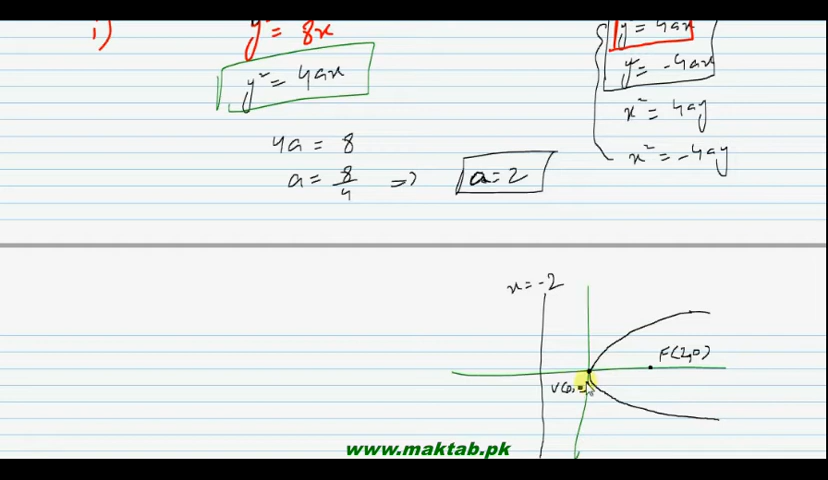 i) y² = 8x
y² = 4ax
4a = 8
a = 8/4 => a = 2
y² = 4ax
y² = -4ax
x² = 4ay
x² = -4ay
x = -2
F(2,0)
www.maktab.pk